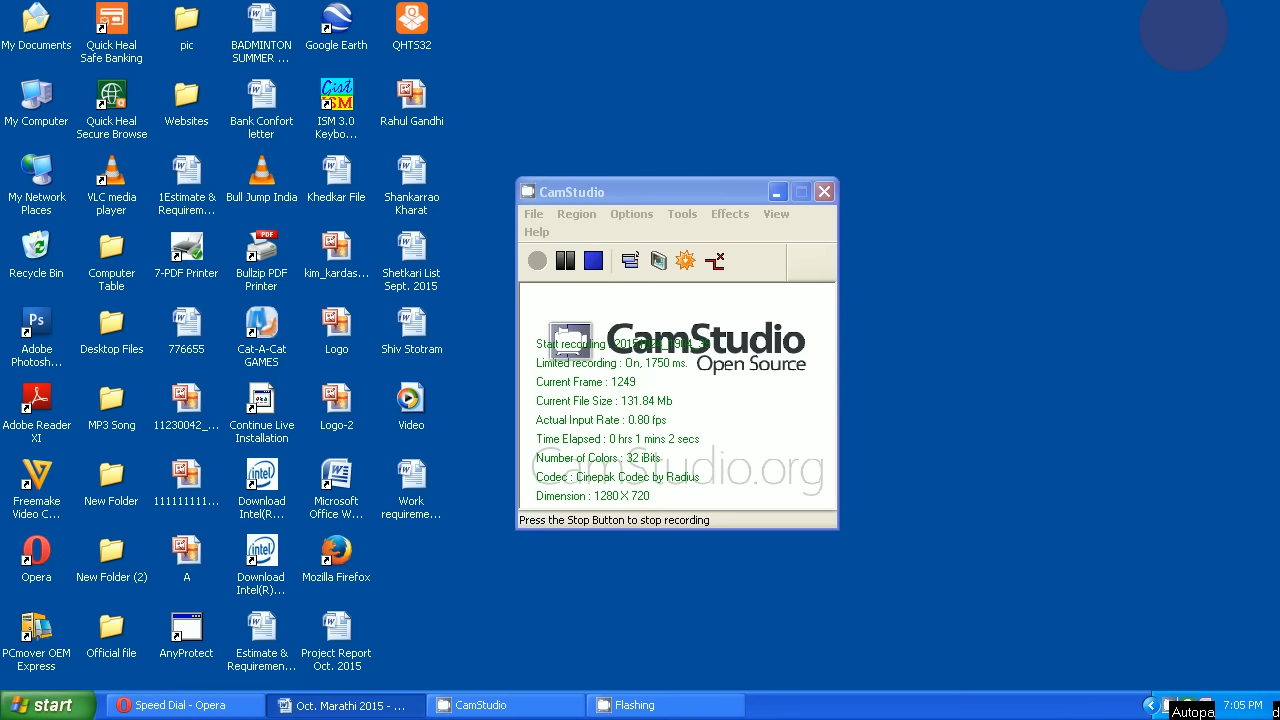 My Documents
Quick Heal
Safe Banking
pic
BADMINTON
SUMMER ...
Google Earth
QHTS32
My Computer
Quick Heal
Secure Browse
Websites
Bank Confort
letter
Gist
ISM
ISM 3.0
Keybo...
Rahul Gandhi
My Network
Places
VLC media
player
1Estimate &
Requirem...
Bull Jump India
Khedkar File
Shankarrao
Kharat
Recycle Bin
Computer
Table
7-PDF Printer
PDF
Bullzip PDF
Printer
kim_kardas...
Shetkari List
Sept. 2015
Ps
Adobe
Photosh...
Desktop Files
776655
Cat-A-Cat
GAMES
Logo
Shiv Stotram
Adobe Reader
XI
MP3 Song
11230042_...
Continue Live
Installation
Logo-2
Video
Freemake
Video C...
New Folder
111111111...
intel
Download
Intel(R...
Microsoft
Office W...
Work
requireme...
Opera
New Folder (2)
A
intel
Download
Intel(R)...
Mozilla Firefox
PCmover OEM
Express
Official file
AnyProtect
Estimate &
Requiremen...
Project Report
Oct. 2015
CamStudio
File Region Options Tools Effects View
Help
CamStudio
Open Source
Start recording
Limited recording : On, 1750 ms.
Current Frame : 1249
Current File Size : 131.84 Mb
Actual Input Rate : 0.80 fps
Time Elapsed : 0 hrs 1 mins 2 secs
Number of Colors : 32 iBits
CamStudio.org
Codec : Cinepak Codec by Radius
Dimension : 1280 X 720
Press the Stop Button to stop recording
start
Speed Dial - Opera
Oct. Marathi 2015 - ...
CamStudio
Flashing
7:05 PM
Autopa